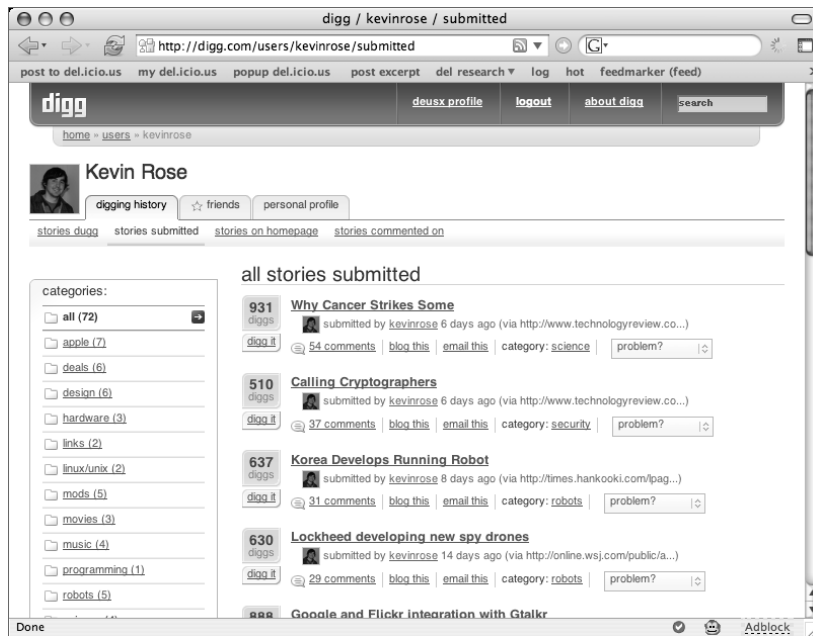 digg / kevinrose / submitted
http://digg.com/users/kevinrose/submitted
G
post to del.icio.us my del.icio.us popup del.icio.us post excerpt del research log hot feedmarker (feed)
digg deusx profile logout about digg search
home » users » kevinrose
Kevin Rose
digging history friends personal profile
stories dugg stories submitted stories on homepage stories commented on
all stories submitted
categories:
all (72)
apple (7)
deals (6)
design (6)
hardware (3)
links (2)
linux/unix (2)
mods (5)
movies (3)
music (4)
programming (1)
robots (5)
931 diggs
digg it
Why Cancer Strikes Some
submitted by kevinrose 6 days ago (via http://www.technologyreview.co...)
54 comments blog this email this category: science problem?
510 diggs
digg it
Calling Cryptographers
submitted by kevinrose 6 days ago (via http://www.technologyreview.co...)
37 comments blog this email this category: security problem?
637 diggs
digg it
Korea Develops Running Robot
submitted by kevinrose 8 days ago (via http://times.hankooki.com/lpag...)
31 comments blog this email this category: robots problem?
630 diggs
digg it
Lockheed developing new spy drones
submitted by kevinrose 14 days ago (via http://online.wsj.com/public/a...)
29 comments blog this email this category: robots problem?
888
Google and Flickr integration with Gtalkr
Done Adblock